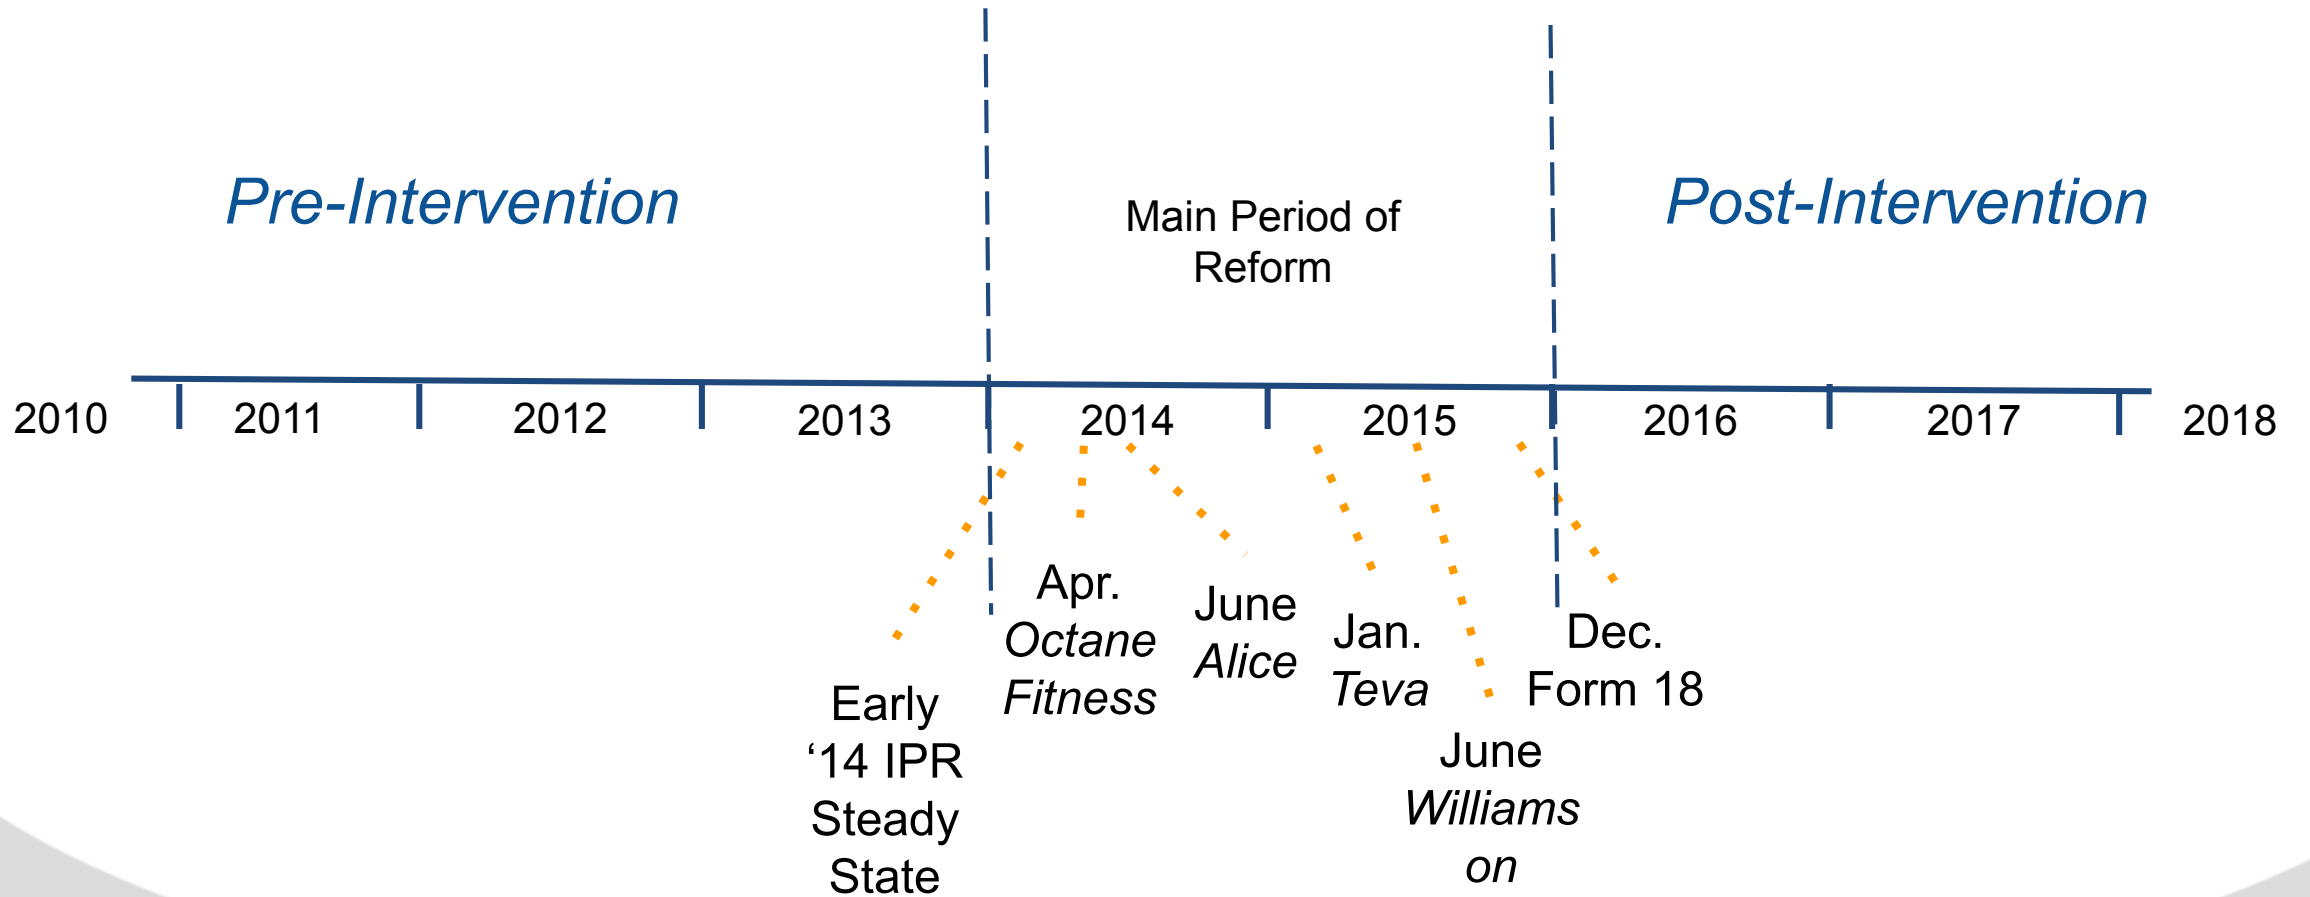 Pre-Intervention
Main Period of
Reform
Post-Intervention
2010
2011
2012
2013
2014
2015
2016
2017
2018
Early
‘14 IPR
Steady
State
Apr.
Octane
Fitness
June
Alice
Jan.
Teva
June
Williams
on
Dec.
Form 18